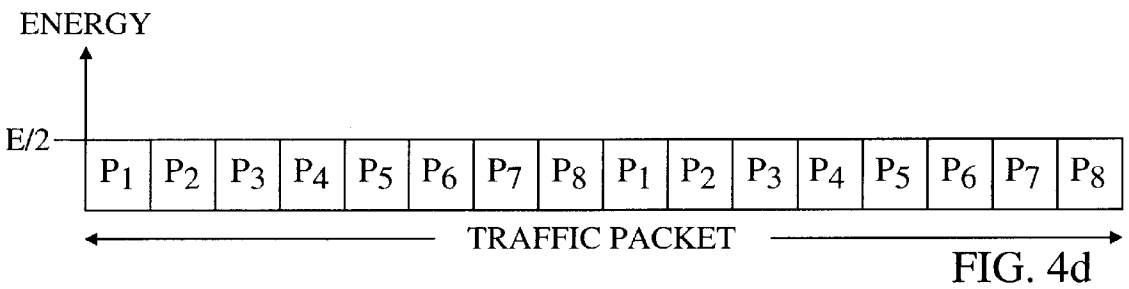 ENERGY
E/2
P1 P2 P3 P4 P5 P6 P7 P8 P1 P2 P3 P4 P5 P6 P7 P8
TRAFFIC PACKET
FIG. 4d